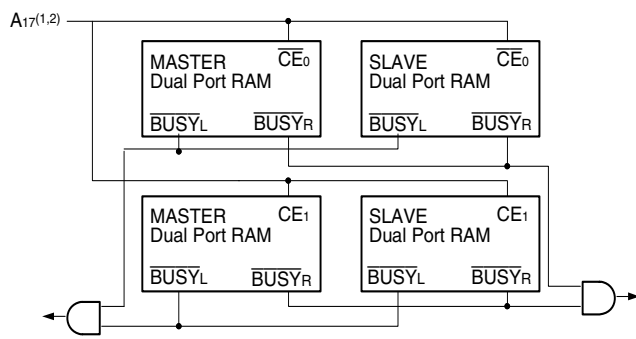 A17(1,2)
MASTER
Dual Port RAM
CE0
BUSYL
BUSYR
SLAVE
Dual Port RAM
CE0
BUSYL
BUSYR
MASTER
Dual Port RAM
CE1
BUSYL
BUSYR
SLAVE
Dual Port RAM
CE1
BUSYL
BUSYR